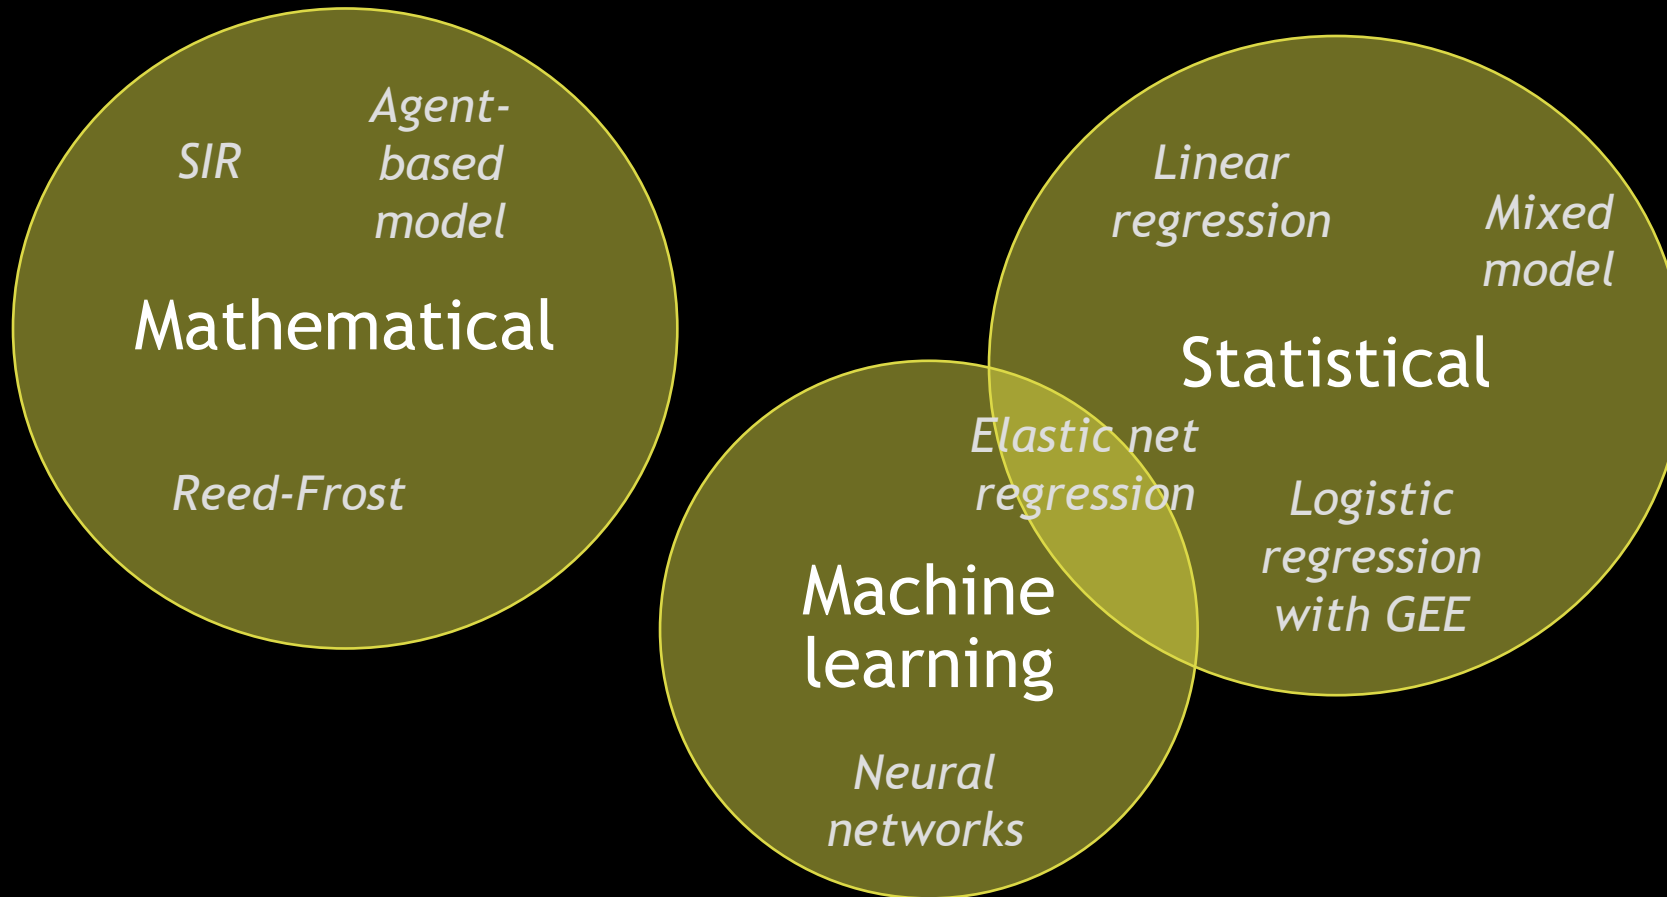 SIR
Agent-
based
model
Mathematical
Reed-Frost
Linear
regression
Mixed
model
Statistical
Elastic net
regression
Logistic
regression
with GEE
Machine
learning
Neural
networks